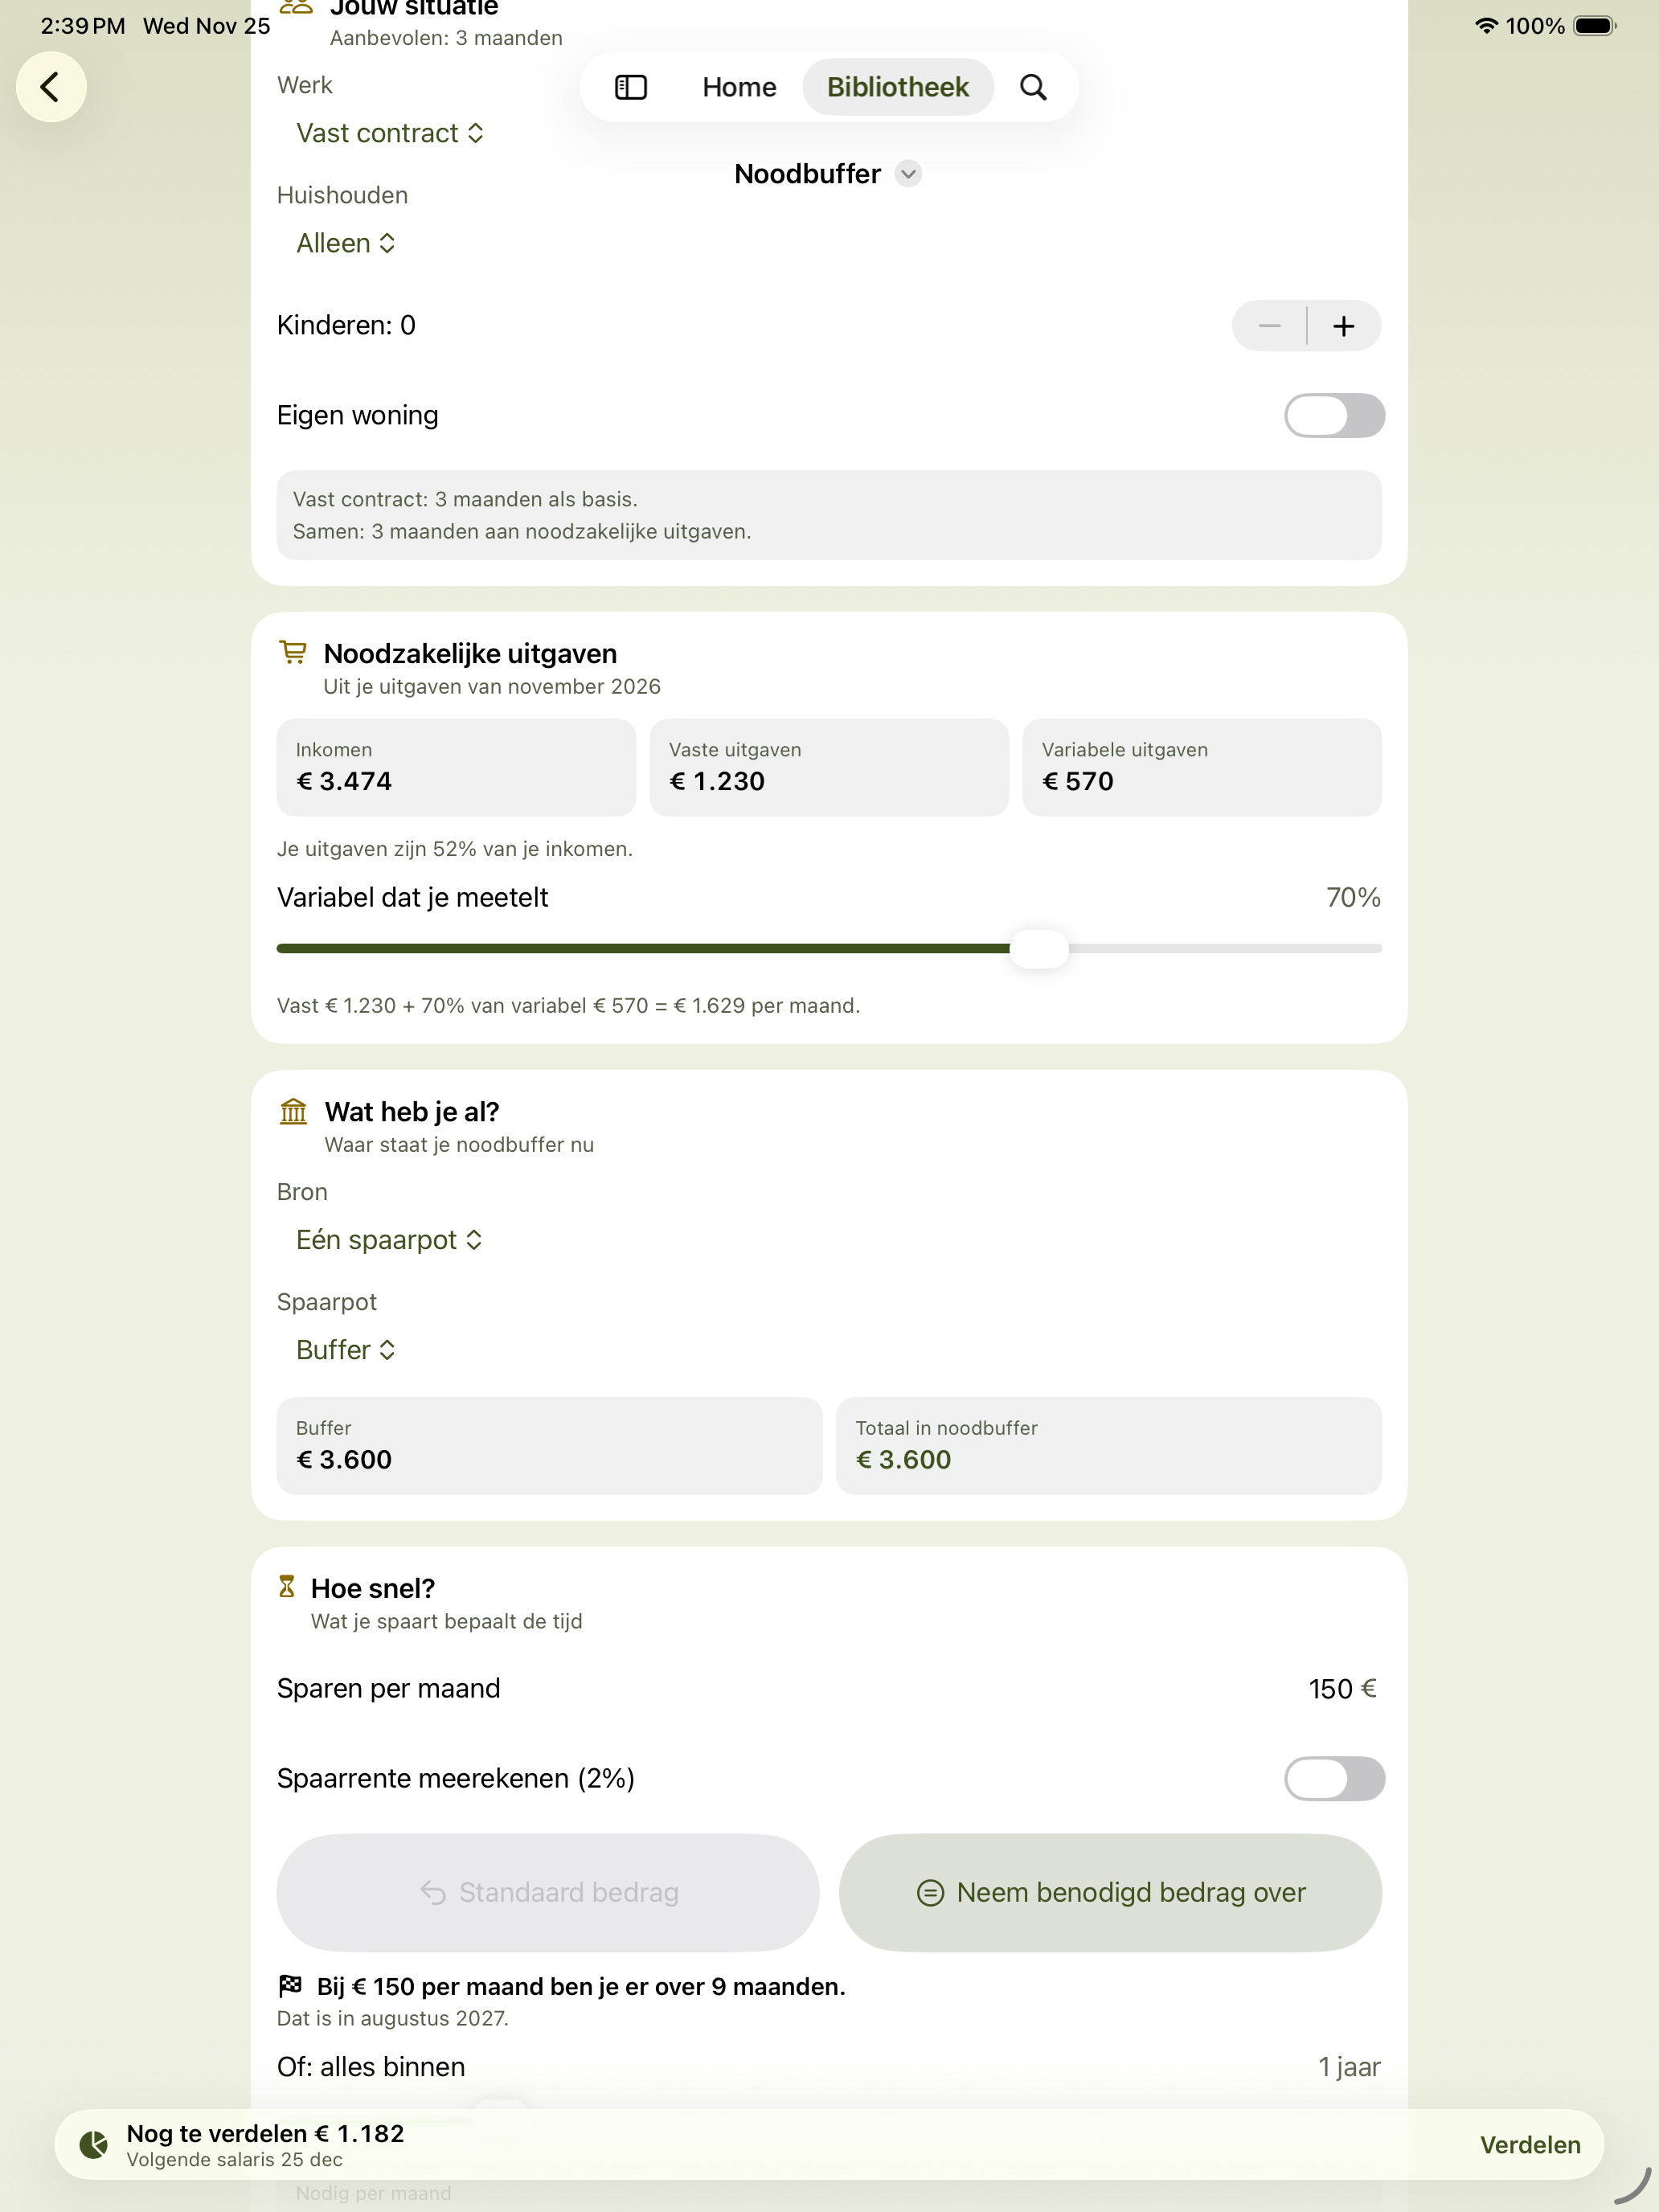 2:39 PM Wed Nov 25
100%
Jouw situatie
Aanbevolen: 3 maanden
Home
Bibliotheek
Noodbuffer
Werk
Vast contract
Huishouden
Alleen
Kinderen: 0
Eigen woning
Vast contract: 3 maanden als basis.
Samen: 3 maanden aan noodzakelijke uitgaven.
Noodzakelijke uitgaven
Uit je uitgaven van november 2026
Inkomen
€ 3.474
Vaste uitgaven
€ 1.230
Variabele uitgaven
€ 570
Je uitgaven zijn 52% van je inkomen.
Variabel dat je meetelt
70%
Vast € 1.230 + 70% van variabel € 570 = € 1.629 per maand.
Wat heb je al?
Waar staat je noodbuffer nu
Bron
Eén spaarpot
Spaarpot
Buffer
Buffer
€ 3.600
Totaal in noodbuffer
€ 3.600
Hoe snel?
Wat je spaart bepaalt de tijd
Sparen per maand
150 €
Spaarrente meerekenen (2%)
Standaard bedrag
Neem benodigd bedrag over
Bij € 150 per maand ben je er over 9 maanden.
Dat is in augustus 2027.
Of: alles binnen
1 jaar
Nog te verdelen € 1.182
Volgende salaris 25 dec
Verdelen
Nodig per maand